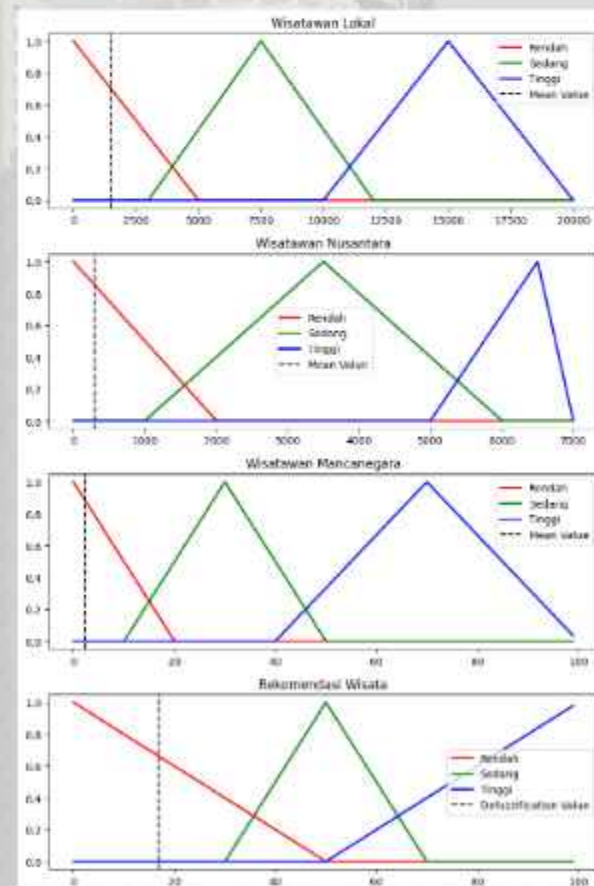 Wisatawan Lokal
1.0
0.8
0.6
0.4
0.2
0.0
Rendah
Sedang
Tinggi
Mean Value
0 2500 5000 7500 10000 12500 15000 17500 20000
Wisatawan Nusantara
1.0
0.8
0.6
0.4
0.2
0.0
Rendah
Sedang
Tinggi
Mean Value
0 1000 2000 3000 4000 5000 6000 7000
Wisatawan Mancanegara
1.0
0.8
0.6
0.4
0.2
0.0
Rendah
Sedang
Tinggi
Mean Value
0 20 40 60 80 100
Rekomendasi Wisata
1.0
0.8
0.6
0.4
0.2
0.0
Rendah
Sedang
Tinggi
Defuzzification Value
0 20 40 60 80 100